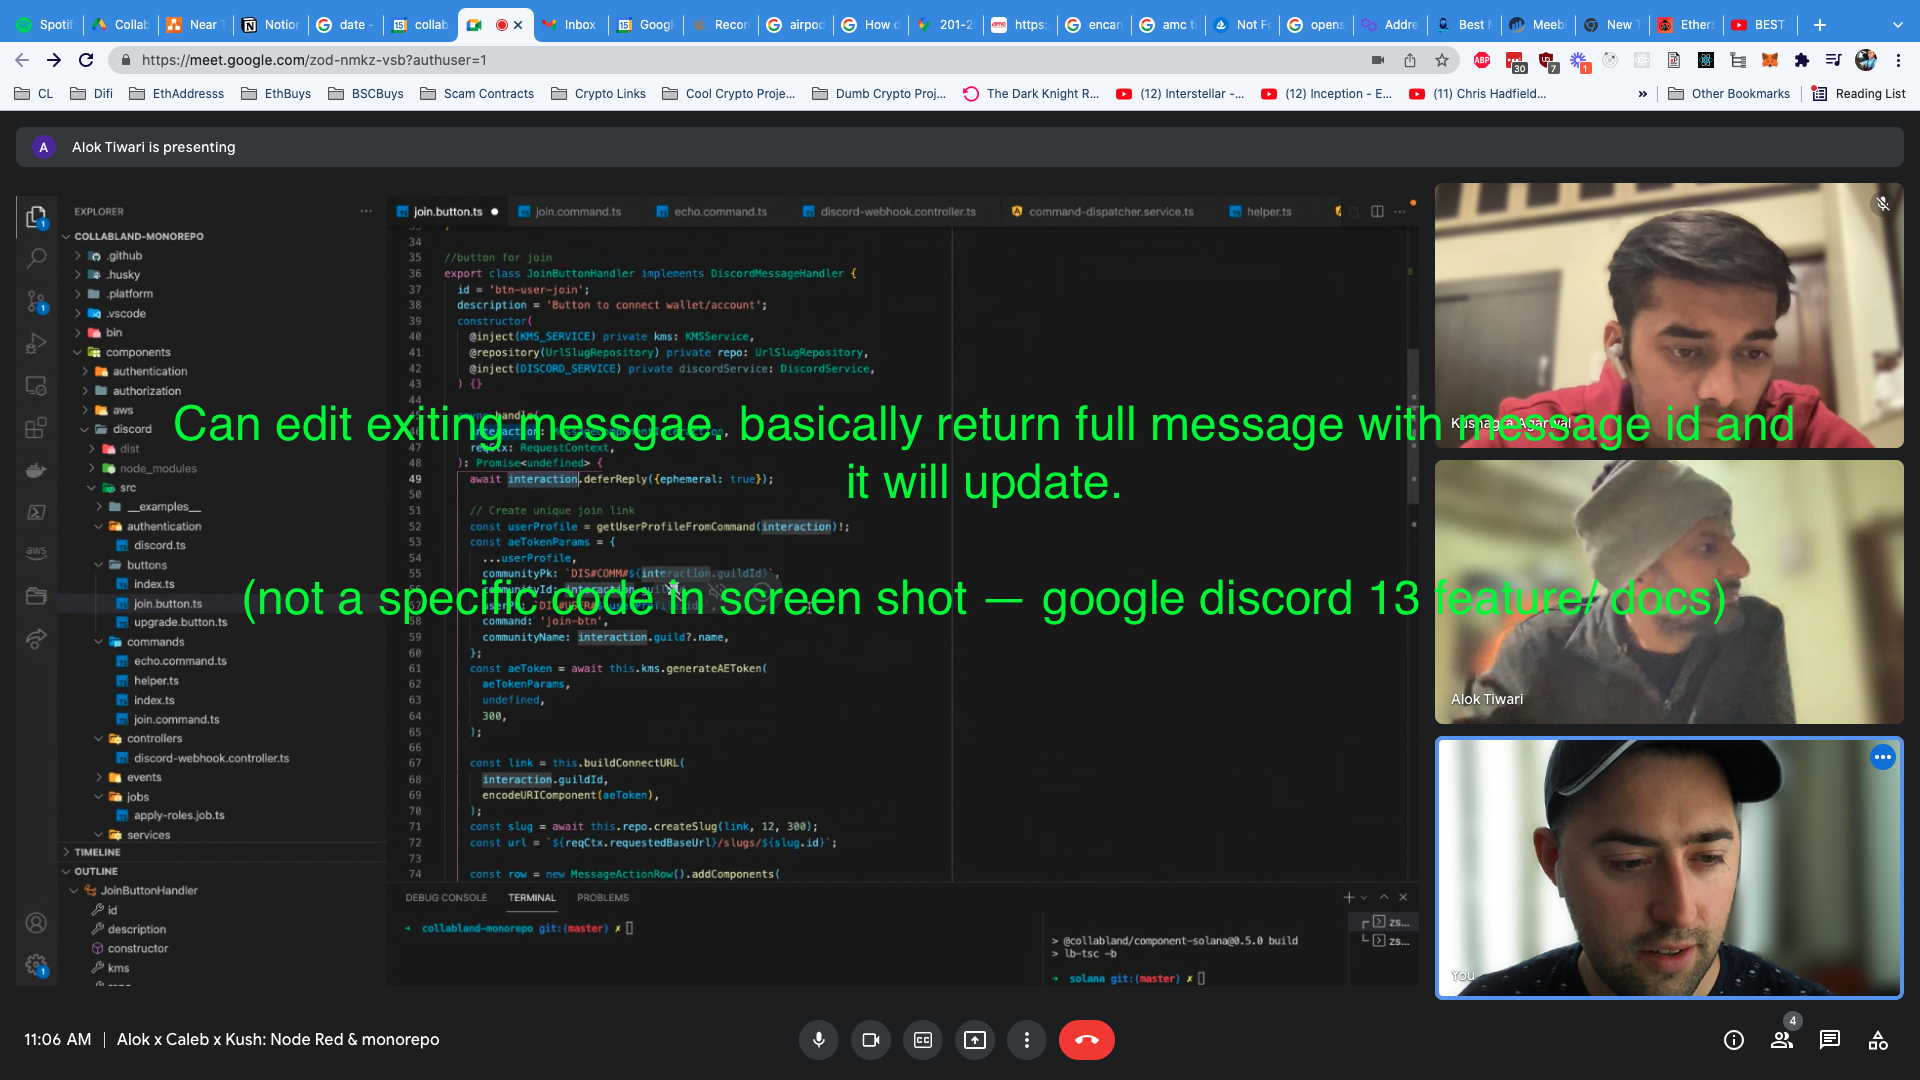 Spotif
Collab
Near T
Notion
date -
collab
Inbox
Google
Recor
airpod
How d
201-2
https:
encan
amc t
Not Fo
opens
Addre
Best N
Meebi
New T
Ethers
BEST
https://meet.google.com/zod-nmkz-vsb?authuser=1
ABP
30
7
1
CL
Difi
EthAddresss
EthBuys
BSCBuys
Scam Contracts
Crypto Links
Cool Crypto Proje...
Dumb Crypto Proj...
The Dark Knight R...
(12) Interstellar -...
(12) Inception - E...
(11) Chris Hadfield...
»
Other Bookmarks
Reading List
A
Alok Tiwari is presenting
EXPLORER
COLLABLAND-MONOREPO
.github
.husky
.platform
.vscode
bin
components
authentication
authorization
aws
discord
dist
node_modules
src
__examples__
authentication
discord.ts
buttons
index.ts
join.button.ts
upgrade.button.ts
commands
echo.command.ts
helper.ts
index.ts
join.command.ts
controllers
discord-webhook.controller.ts
events
jobs
apply-roles.job.ts
services
TIMELINE
OUTLINE
JoinButtonHandler
id
description
constructor
kms
join.button.ts
join.command.ts
echo.command.ts
discord-webhook.controller.ts
command-dispatcher.service.ts
helper.ts
34
35 //button for join
36 export class JoinButtonHandler implements DiscordMessageHandler {
37 id = 'btn-user-join';
38 description = 'Button to connect wallet/account';
39 constructor(
40 @inject(KMS_SERVICE) private kms: KMSService,
41 @repository(UrlSlugRepository) private repo: UrlSlugRepository,
42 @inject(DISCORD_SERVICE) private discordService: DiscordService,
43 ) {}
44
async handle(
Can edit exiting messgae. basically return full message with message id and
47 reqCtx: RequestContext,
48 ): Promise<undefined> {
49 await interaction.deferReply({ephemeral: true});
it will update.
50
51 // Create unique join link
52 const userProfile = getUserProfileFromCommand(interaction)!;
53 const aeTokenParams = {
54 ...userProfile,
55 communityPk: `DIS#COMM#${interaction.guildId}`,
(not a specific code in screen shot — google discord 13 feature/ docs)
58 command: 'join-btn',
59 communityName: interaction.guild?.name,
60 };
61 const aeToken = await this.kms.generateAEToken(
62 aeTokenParams,
63 undefined,
64 300,
65 );
66
67 const link = this.buildConnectURL(
68 interaction.guildId,
69 encodeURIComponent(aeToken),
70 );
71 const slug = await this.repo.createSlug(link, 12, 300);
72 const url = `${reqCtx.requestedBaseUrl}/slugs/${slug.id}`;
73
74 const row = new MessageActionRow().addComponents(
DEBUG CONSOLE
TERMINAL
PROBLEMS
collabland-monorepo git:(master) ✗
> @collabland/component-solana@0.5.0 build
> lb-tsc -b
solana git:(master) ✗
zs...
zs...
Kushagra Agarwal
Alok Tiwari
You
11:06 AM
Alok x Caleb x Kush: Node Red & monorepo
4